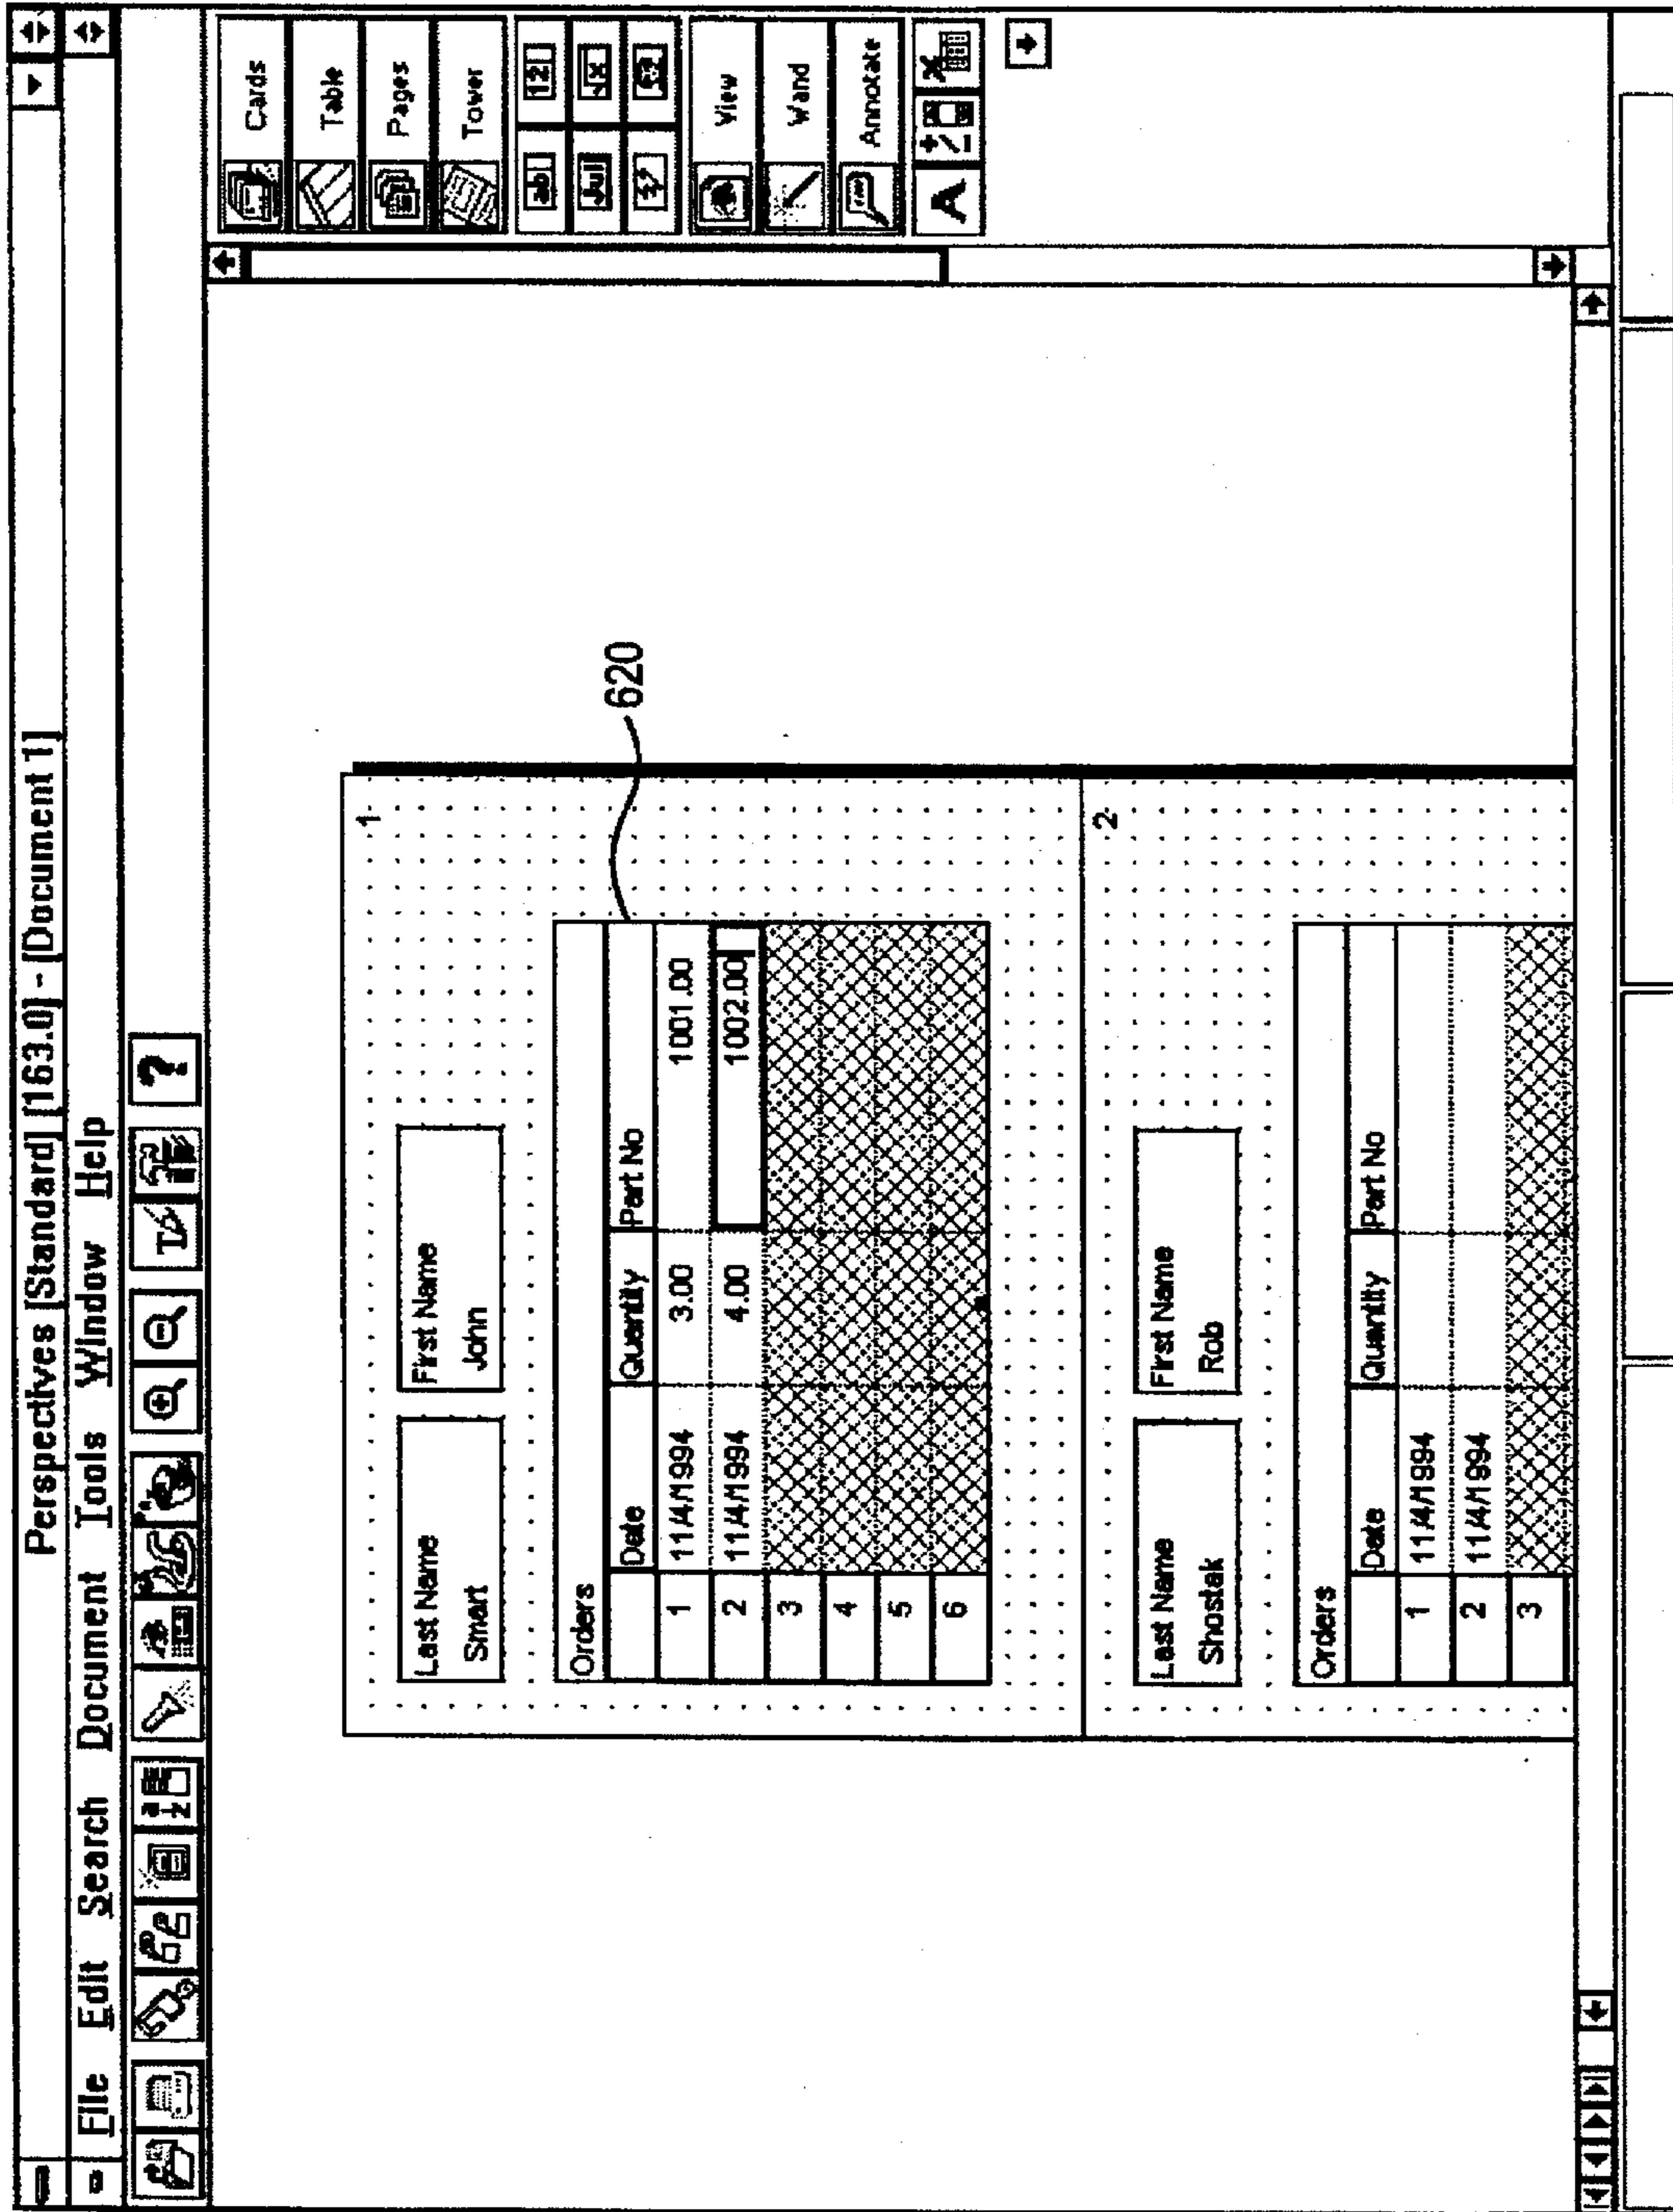 Perspectives [Standard] [163.0] - [Document 1]
File Edit Search Document Tools Window Help
?
Cards
Table
Pages
Tower
ab 12
Jul
View
Wand
Annotate
A
1
Last Name First Name
Smart John
620
Orders
Date Quantity Part No
1 11/4/1994 3.00 1001.00
2 11/4/1994 4.00 1002.00
3
4
5
6
2
Last Name First Name
Shostak Rob
Orders
Date Quantity Part No
1 11/4/1994
2 11/4/1994
3